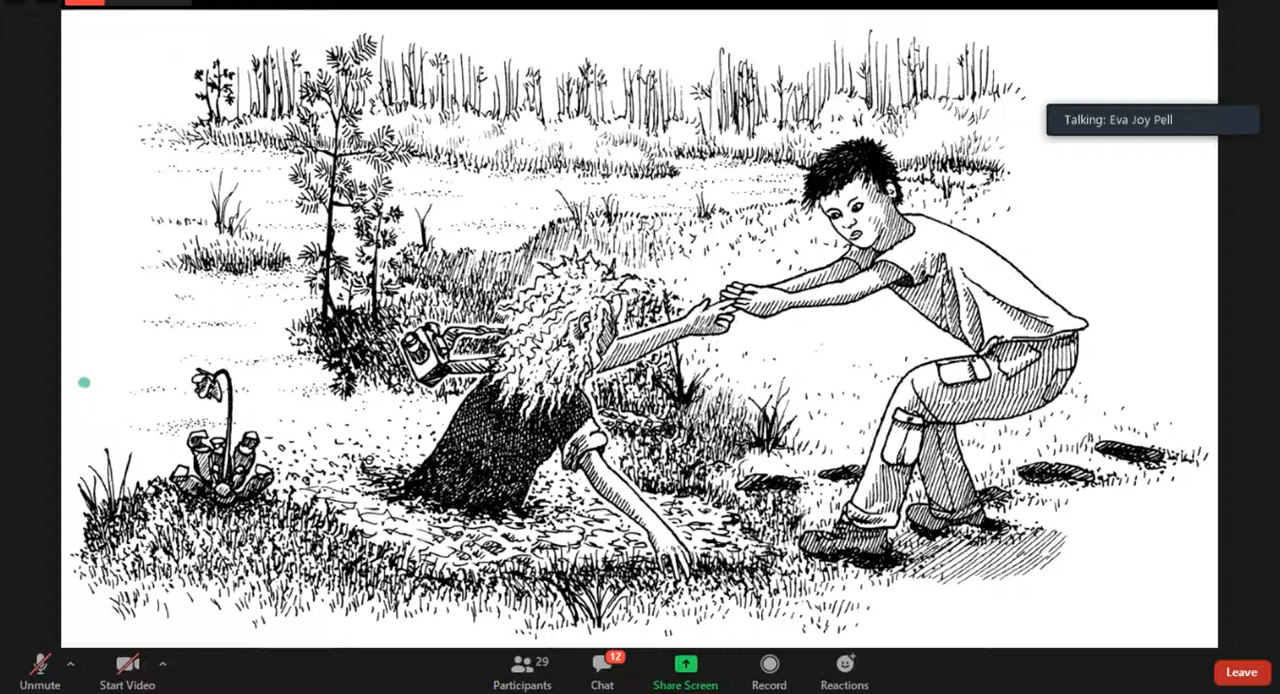 Talking: Eva Joy Pell
Unmute
Start Video
Participants
29
Chat
12
Share Screen
Record
Reactions
Leave